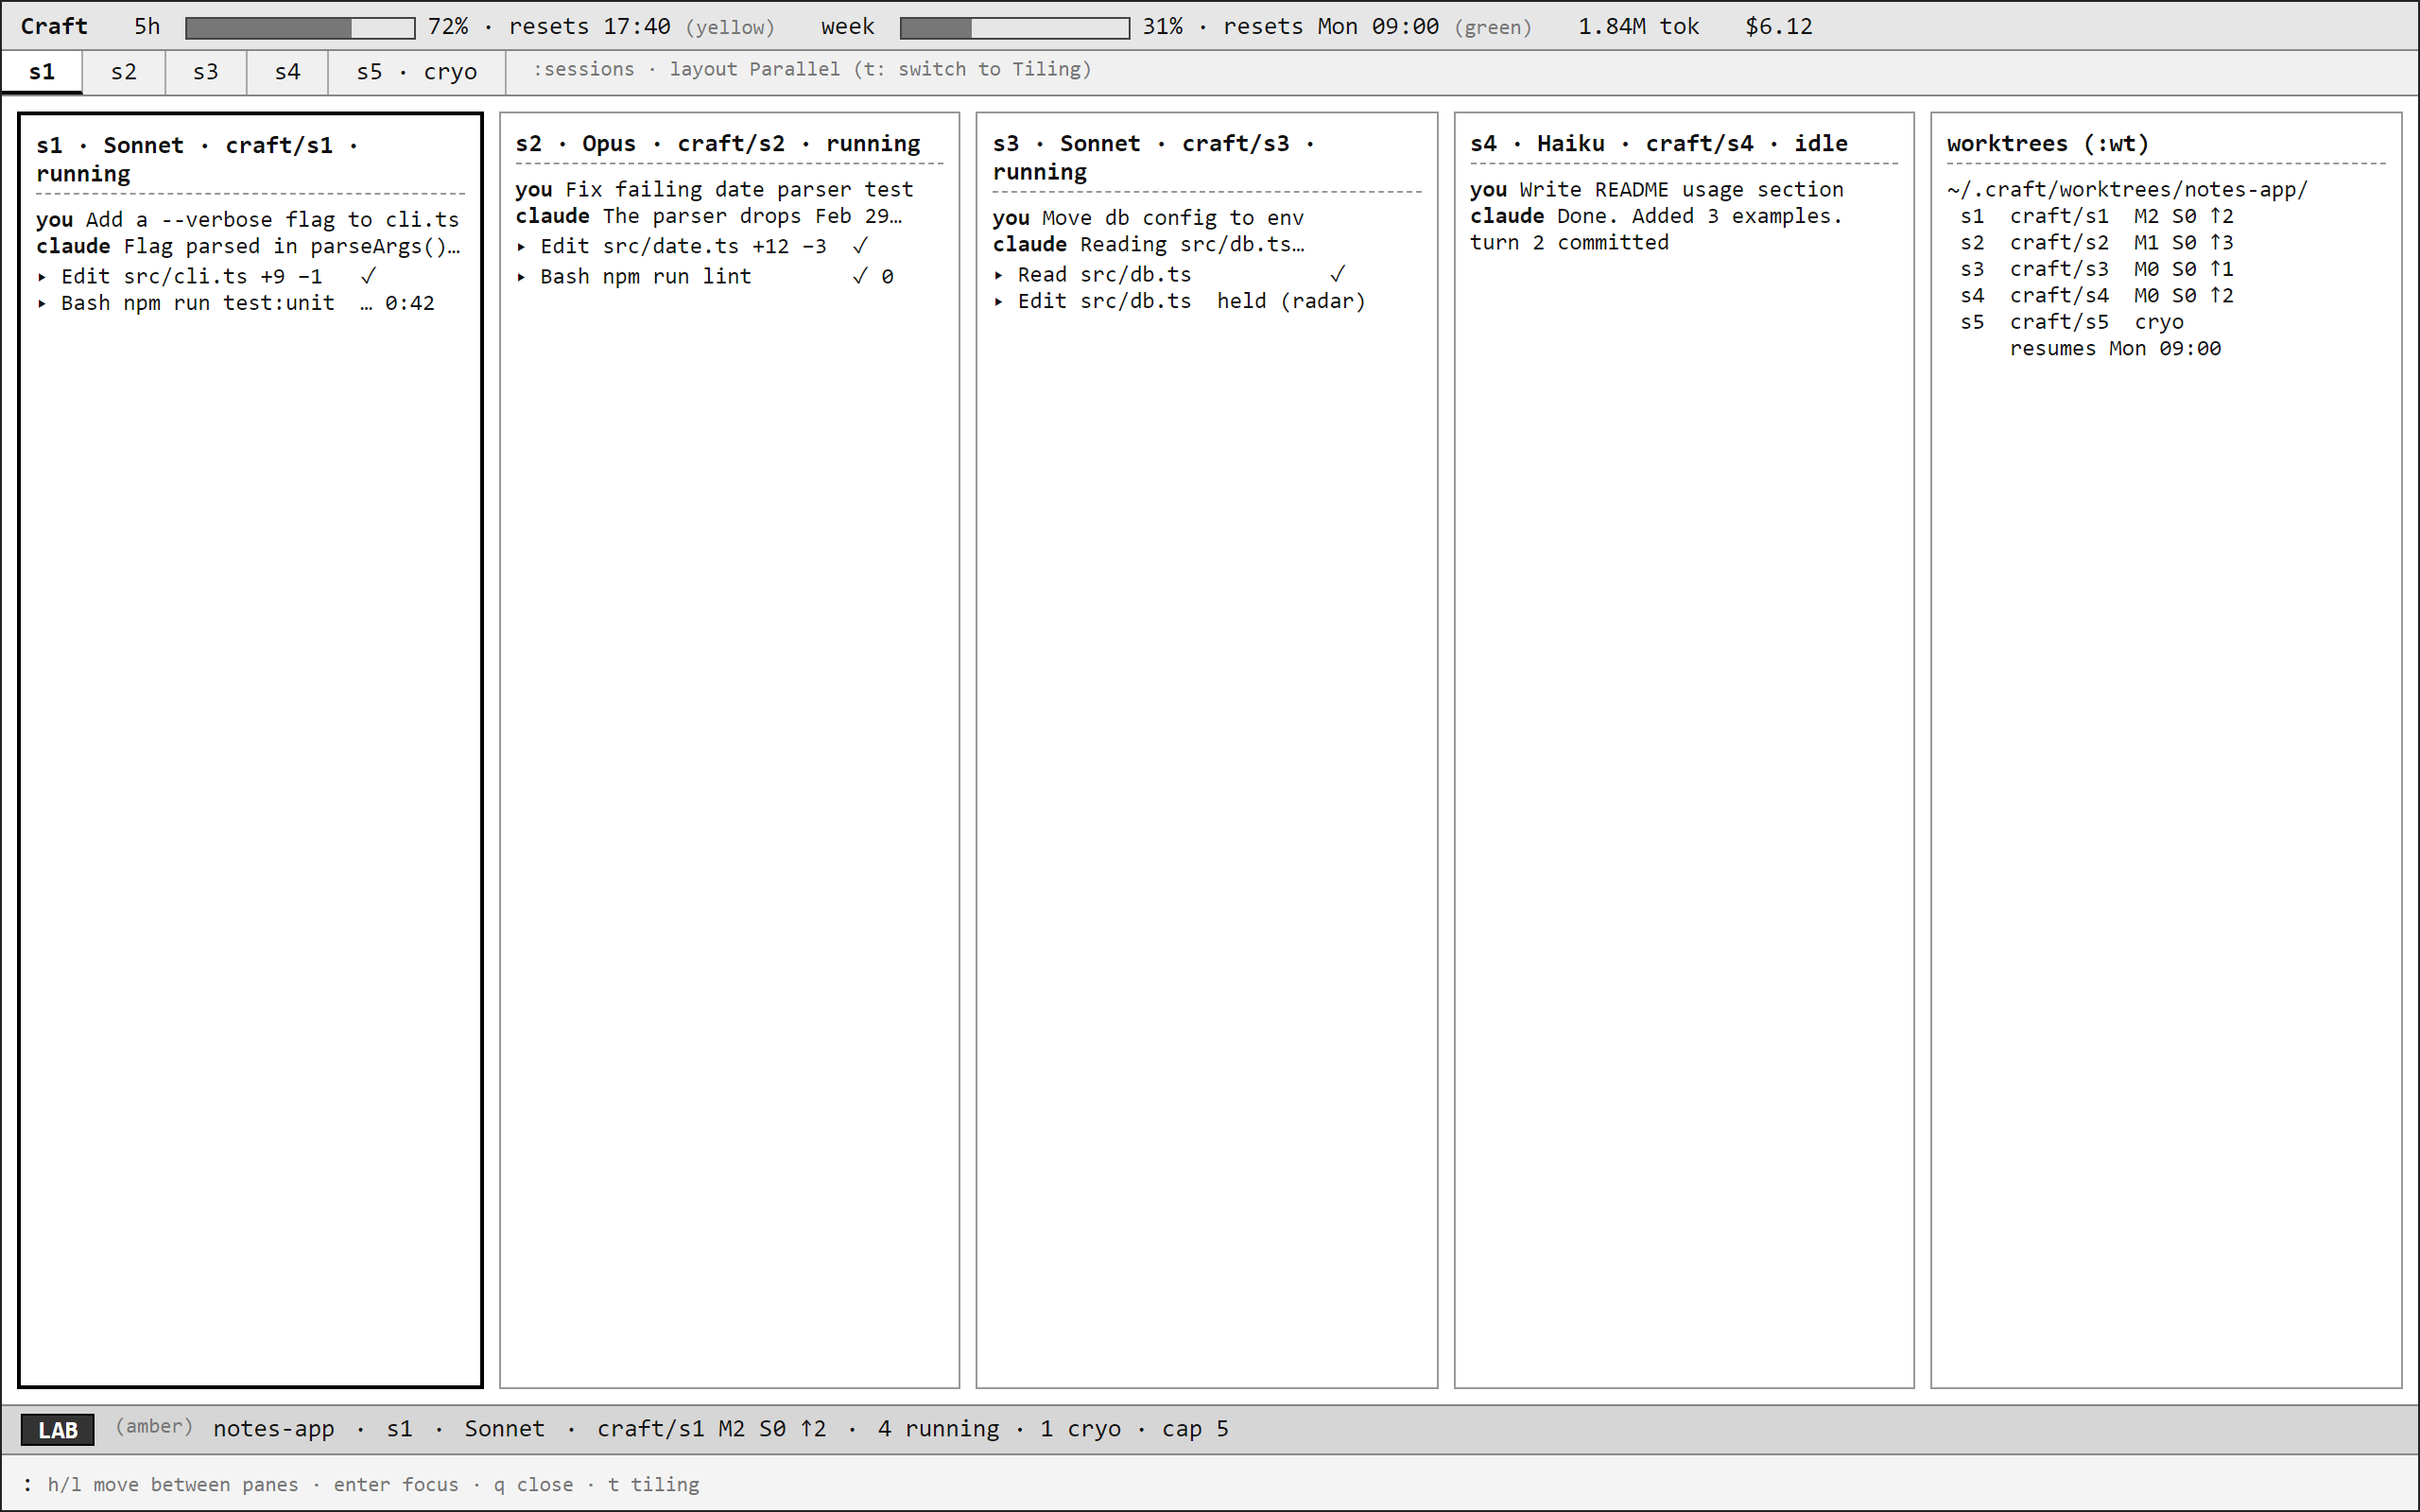 Craft 5h 72% · resets 17:40 (yellow) week 31% · resets Mon 09:00 (green) 1.84M tok $6.12
s1 s2 s3 s4 s5 · cryo :sessions · layout Parallel (t: switch to Tiling)
s1 · Sonnet · craft/s1 ·
running
you Add a --verbose flag to cli.ts
claude Flag parsed in parseArgs()…
▸ Edit src/cli.ts +9 −1 ✓
▸ Bash npm run test:unit … 0:42
s2 · Opus · craft/s2 · running
you Fix failing date parser test
claude The parser drops Feb 29…
▸ Edit src/date.ts +12 −3 ✓
▸ Bash npm run lint ✓ 0
s3 · Sonnet · craft/s3 ·
running
you Move db config to env
claude Reading src/db.ts…
▸ Read src/db.ts ✓
▸ Edit src/db.ts held (radar)
s4 · Haiku · craft/s4 · idle
you Write README usage section
claude Done. Added 3 examples.
turn 2 committed
worktrees (:wt)
~/.craft/worktrees/notes-app/
s1 craft/s1 M2 S0 ↑2
s2 craft/s2 M1 S0 ↑3
s3 craft/s3 M0 S0 ↑1
s4 craft/s4 M0 S0 ↑2
s5 craft/s5 cryo
resumes Mon 09:00
LAB (amber) notes-app · s1 · Sonnet · craft/s1 M2 S0 ↑2 · 4 running · 1 cryo · cap 5
: h/l move between panes · enter focus · q close · t tiling